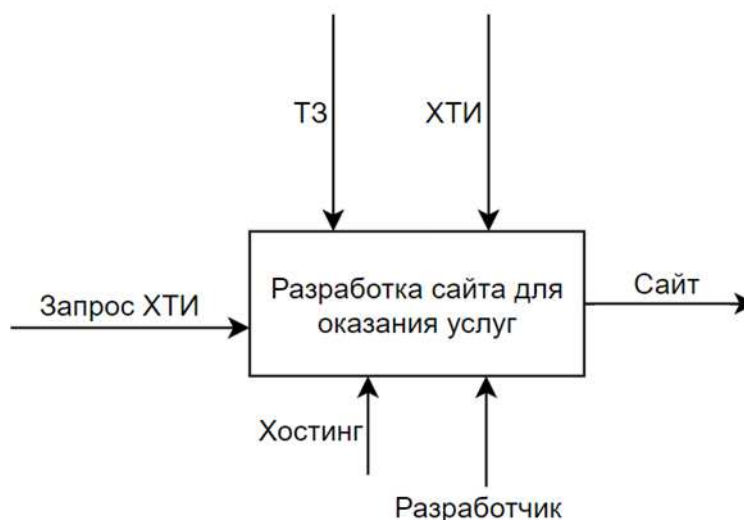 ТЗ
ХТИ
Запрос ХТИ
Разработка сайта для
оказания услуг
Сайт
Хостинг
Разработчик